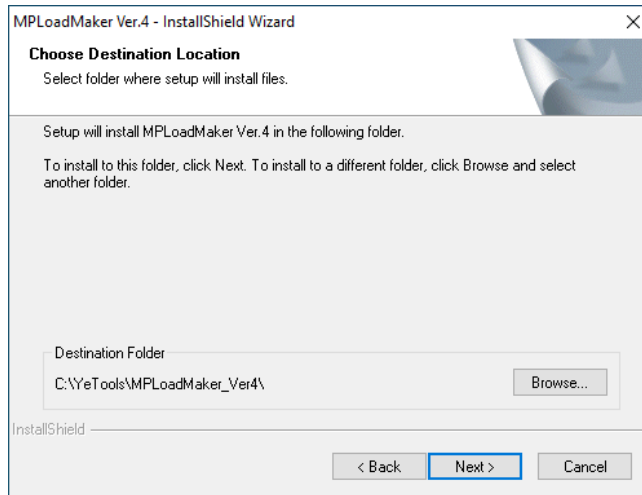 MPLoadMaker Ver.4 - InstallShield Wizard
Choose Destination Location
Select folder where setup will install files.
Setup will install MPLoadMaker Ver.4 in the following folder.
To install to this folder, click Next. To install to a different folder, click Browse and select
another folder.
Destination Folder
C:\YeTools\MPLoadMaker_Ver4\
Browse...
InstallShield
< Back
Next >
Cancel